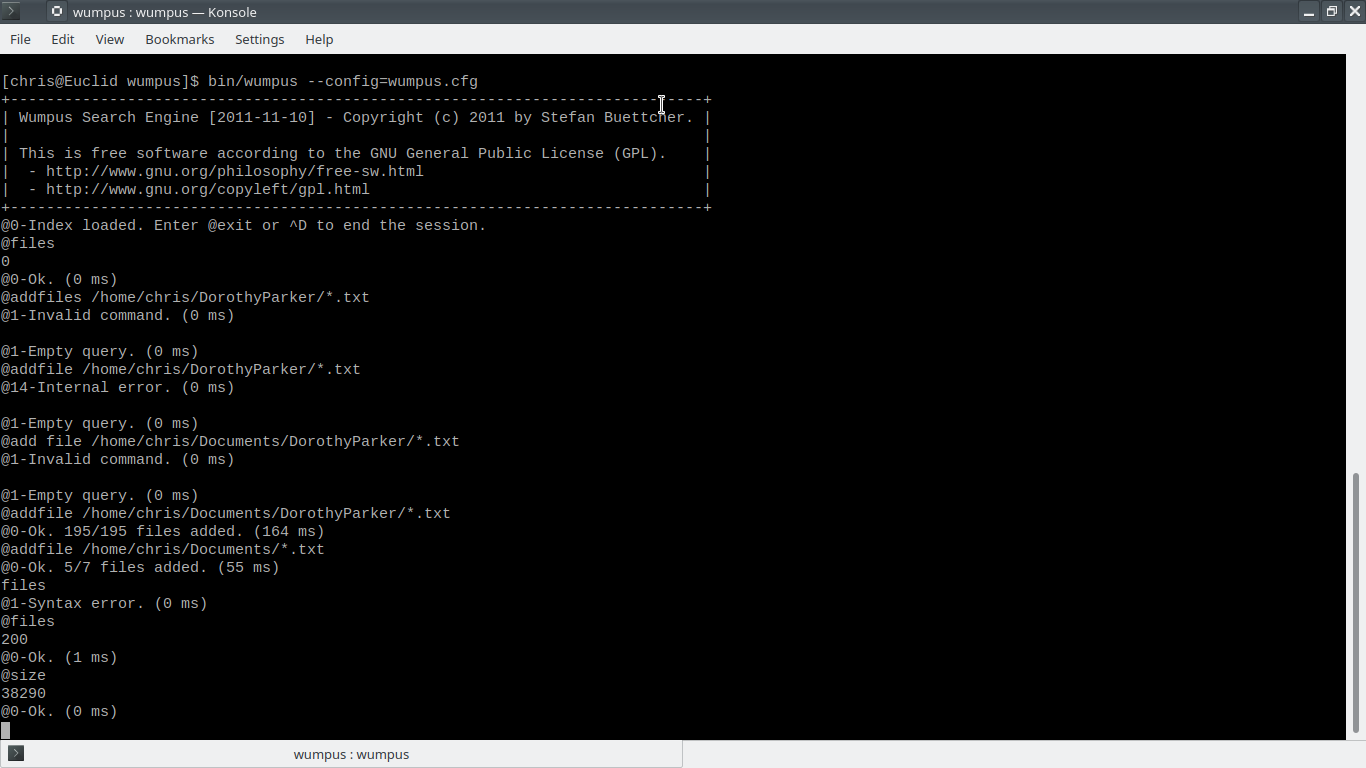 wumpus : wumpus — Konsole
File Edit View Bookmarks Settings Help
[chris@Euclid wumpus]$ bin/wumpus --config=wumpus.cfg
+-----------------------------------------------------------------------------+
| Wumpus Search Engine [2011-11-10] - Copyright (c) 2011 by Stefan Buettcher. |
|                                                                             |
| This is free software according to the GNU General Public License (GPL).    |
|  - http://www.gnu.org/philosophy/free-sw.html                               |
|  - http://www.gnu.org/copyleft/gpl.html                                     |
+-----------------------------------------------------------------------------+
@0-Index loaded. Enter @exit or ^D to end the session.
@files
0
@0-Ok. (0 ms)
@addfiles /home/chris/DorothyParker/*.txt
@1-Invalid command. (0 ms)

@1-Empty query. (0 ms)
@addfile /home/chris/DorothyParker/*.txt
@14-Internal error. (0 ms)

@1-Empty query. (0 ms)
@add file /home/chris/Documents/DorothyParker/*.txt
@1-Invalid command. (0 ms)

@1-Empty query. (0 ms)
@addfile /home/chris/Documents/DorothyParker/*.txt
@0-Ok. 195/195 files added. (164 ms)
@addfile /home/chris/Documents/*.txt
@0-Ok. 5/7 files added. (55 ms)
files
@1-Syntax error. (0 ms)
@files
200
@0-Ok. (1 ms)
@size
38290
@0-Ok. (0 ms)
wumpus : wumpus